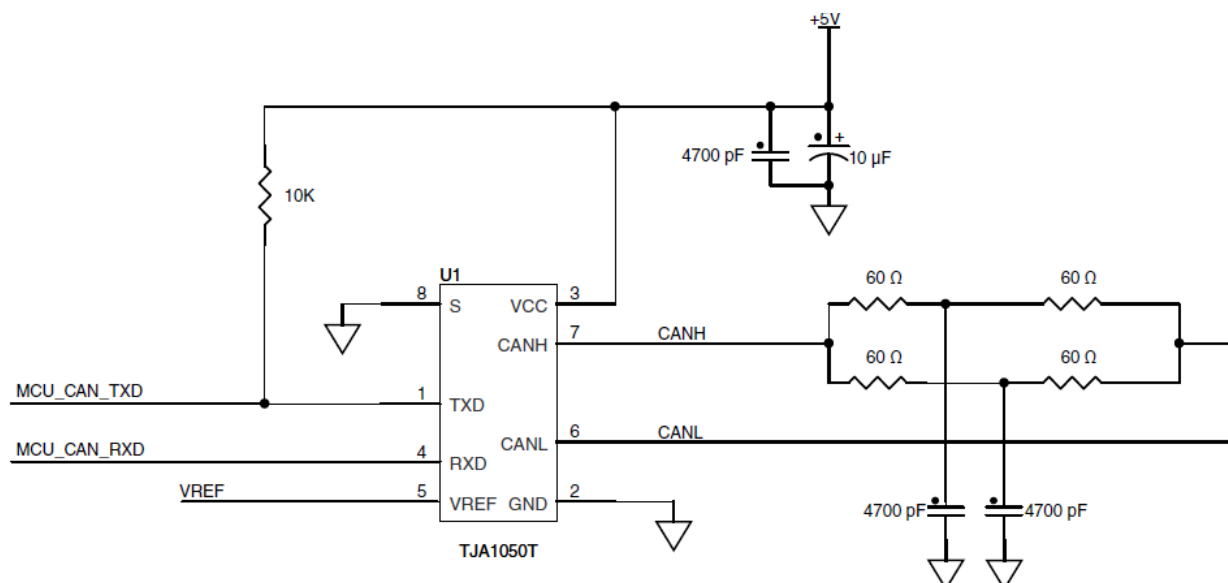 +5V
4700 pF
+
10 µF
10K
U1
8
S
VCC
3
60 Ω
60 Ω
CANH
7
CANH
60 Ω
60 Ω
MCU_CAN_TXD
1
TXD
MCU_CAN_RXD
4
RXD
CANL
6
CANL
VREF
5
VREF
GND
2
4700 pF
4700 pF
TJA1050T